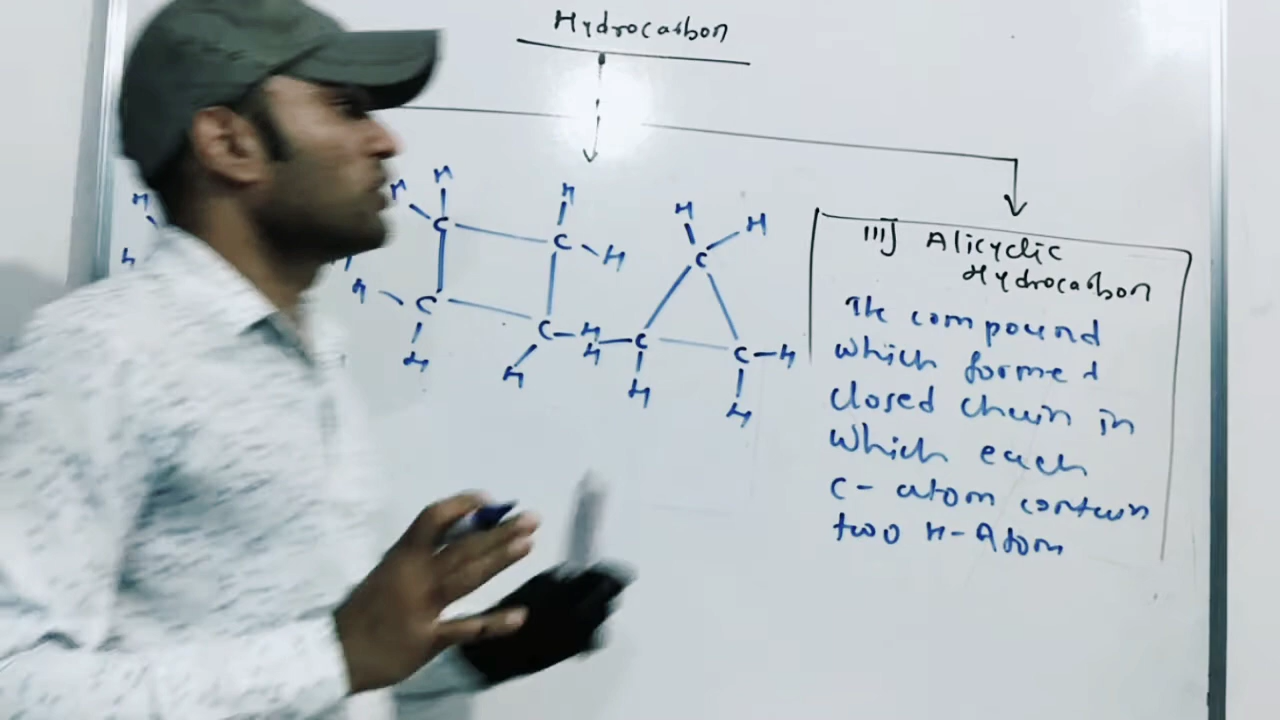 Hydrocarbon
H H H H H
H C C C
H H
H C C H H C C H
H H H H
III] Alicyclic
Hydrocarbon
The compound
which formed
closed chain in
which each
C- atom contain
two H-Atom